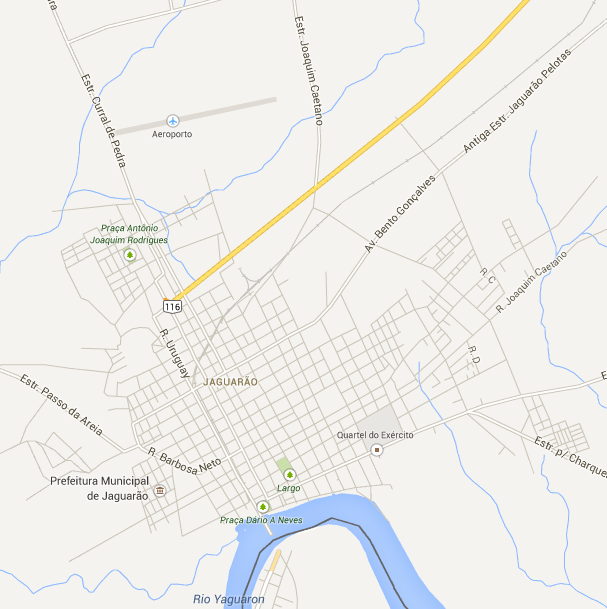 ra
Estr. Curral de Pedra
Estr. Joaquim Caetano
Aeroporto
Antiga Estr. Jaguarão Pelotas
Av. Bento Gonçalves
Praça Antônio
Joaquim Rodrigues
R. C
R. Joaquim Caetano
116
R. Uruguay
R. D
JAGUARÃO
E
Estr. Passo da Areia
Quartel do Exército
Estr. p/ Charque
R. Barbosa Neto
Prefeitura Municipal
de Jaguarão
Largo
Praça Dário A Neves
Rio Yaguaron